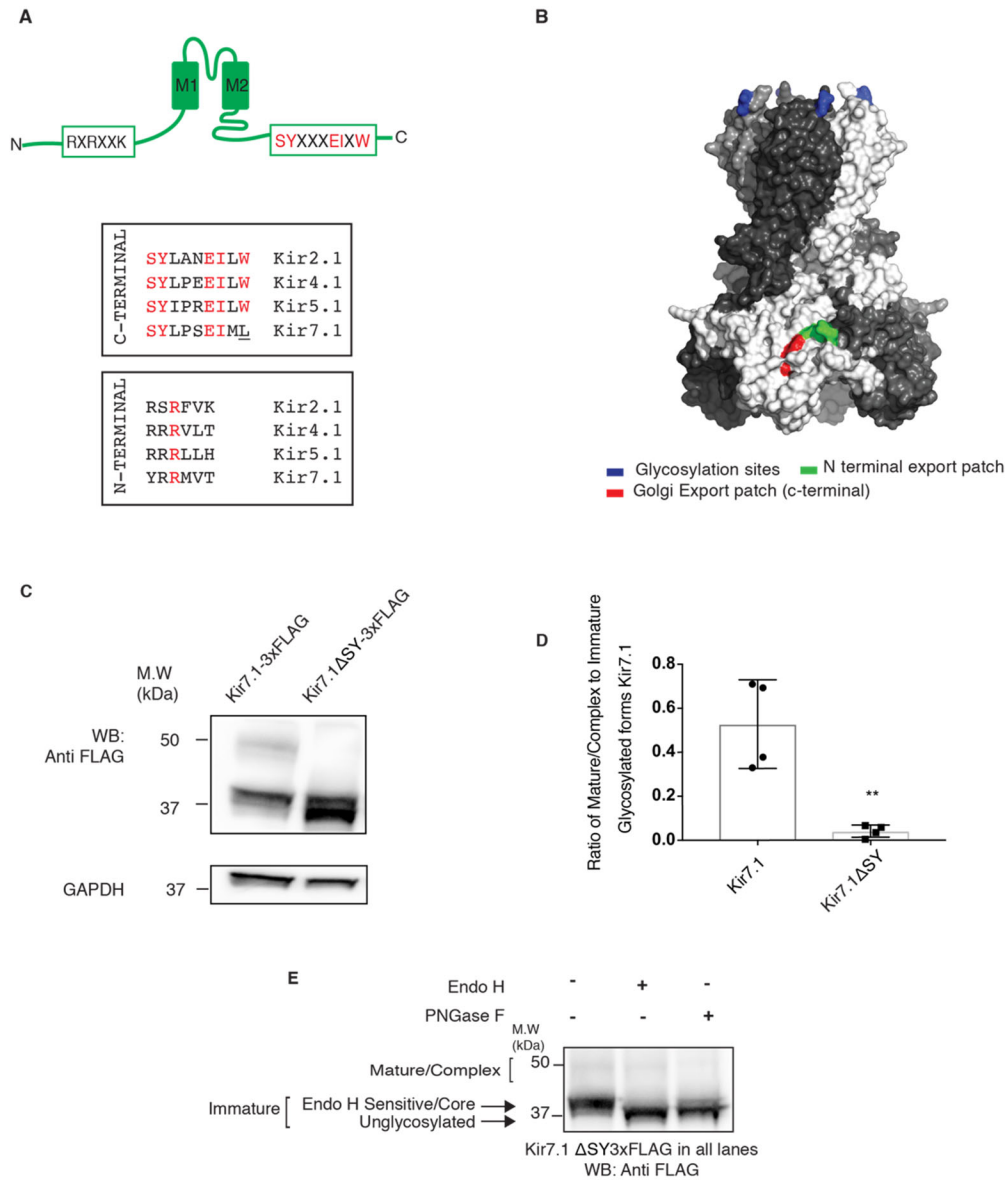 A
M1
M2
N
RXRXXK
SYXXXEIXW
C
C-TERMINAL
SYLANEILW Kir2.1
SYLPEEILW Kir4.1
SYIPREILW Kir5.1
SYLPSEIML Kir7.1
N-TERMINAL
RSRFVK Kir2.1
RRRVLT Kir4.1
RRRLLH Kir5.1
YRRMVT Kir7.1
B
Glycosylation sites
N terminal export patch
Golgi Export patch (c-terminal)
C
Kir7.1-3xFLAG
Kir7.1ΔSY-3xFLAG
M.W
(kDa)
WB:
Anti FLAG
50
37
GAPDH
37
D
Ratio of Mature/Complex to Immature
Glycosylated forms Kir7.1
0.8
0.6
0.4
0.2
0.0
**
Kir7.1
Kir7.1ΔSY
E
Endo H - + -
PNGase F - - +
M.W
(kDa)
Mature/Complex
50
Immature
Endo H Sensitive/Core
Unglycosylated
37
Kir7.1 ΔSY3xFLAG in all lanes
WB: Anti FLAG